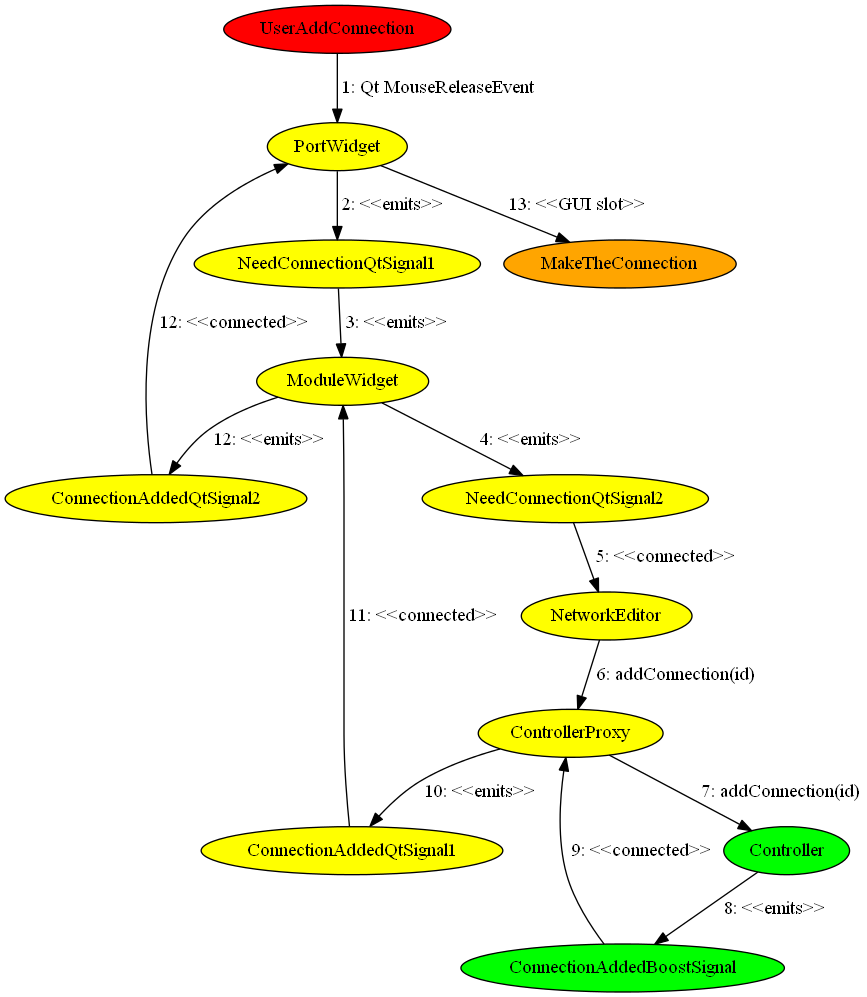 UserAddConnection
1: Qt MouseReleaseEvent
PortWidget
2: <<emits>>
13: <<GUI slot>>
NeedConnectionQtSignal1
MakeTheConnection
12: <<connected>>
3: <<emits>>
ModuleWidget
12: <<emits>>
4: <<emits>>
ConnectionAddedQtSignal2
NeedConnectionQtSignal2
5: <<connected>>
11: <<connected>>
NetworkEditor
6: addConnection(id)
ControllerProxy
10: <<emits>>
7: addConnection(id)
ConnectionAddedQtSignal1
9: <<connected>>
Controller
8: <<emits>>
ConnectionAddedBoostSignal